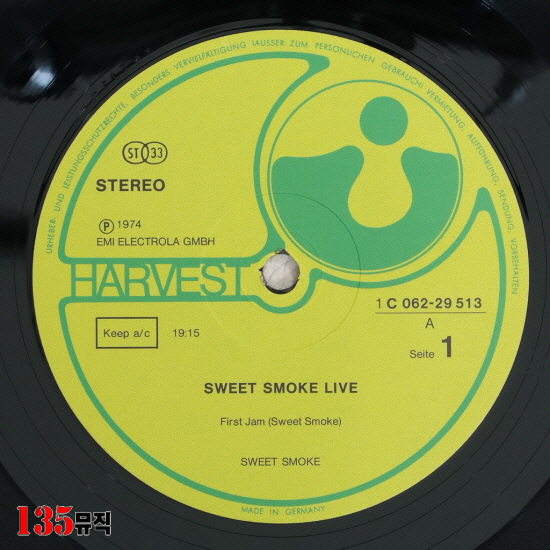 URHEBER- UND LEISTUNGSSCHUTZRECHTE, BESONDERS VERVIELFÄLTIGUNG (AUSSER ZUM PERSÖNLICHEN GEBRAUCH) VERMIETUNG, AUFFÜHRUNG, SENDUNG, VORBEHALTEN
ST 33
STEREO
Ⓟ 1974
EMI ELECTROLA GMBH
HARVEST
1 C 062-29 513
A
Seite 1
Keep a/c 19:15
SWEET SMOKE LIVE
First Jam (Sweet Smoke)
SWEET SMOKE
MADE IN GERMANY
135뮤직